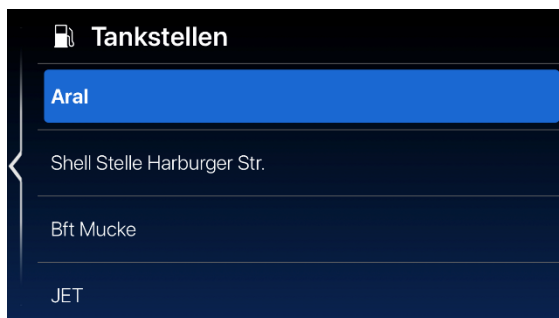 Tankstellen
Aral
Shell Stelle Harburger Str.
Bft Mucke
JET